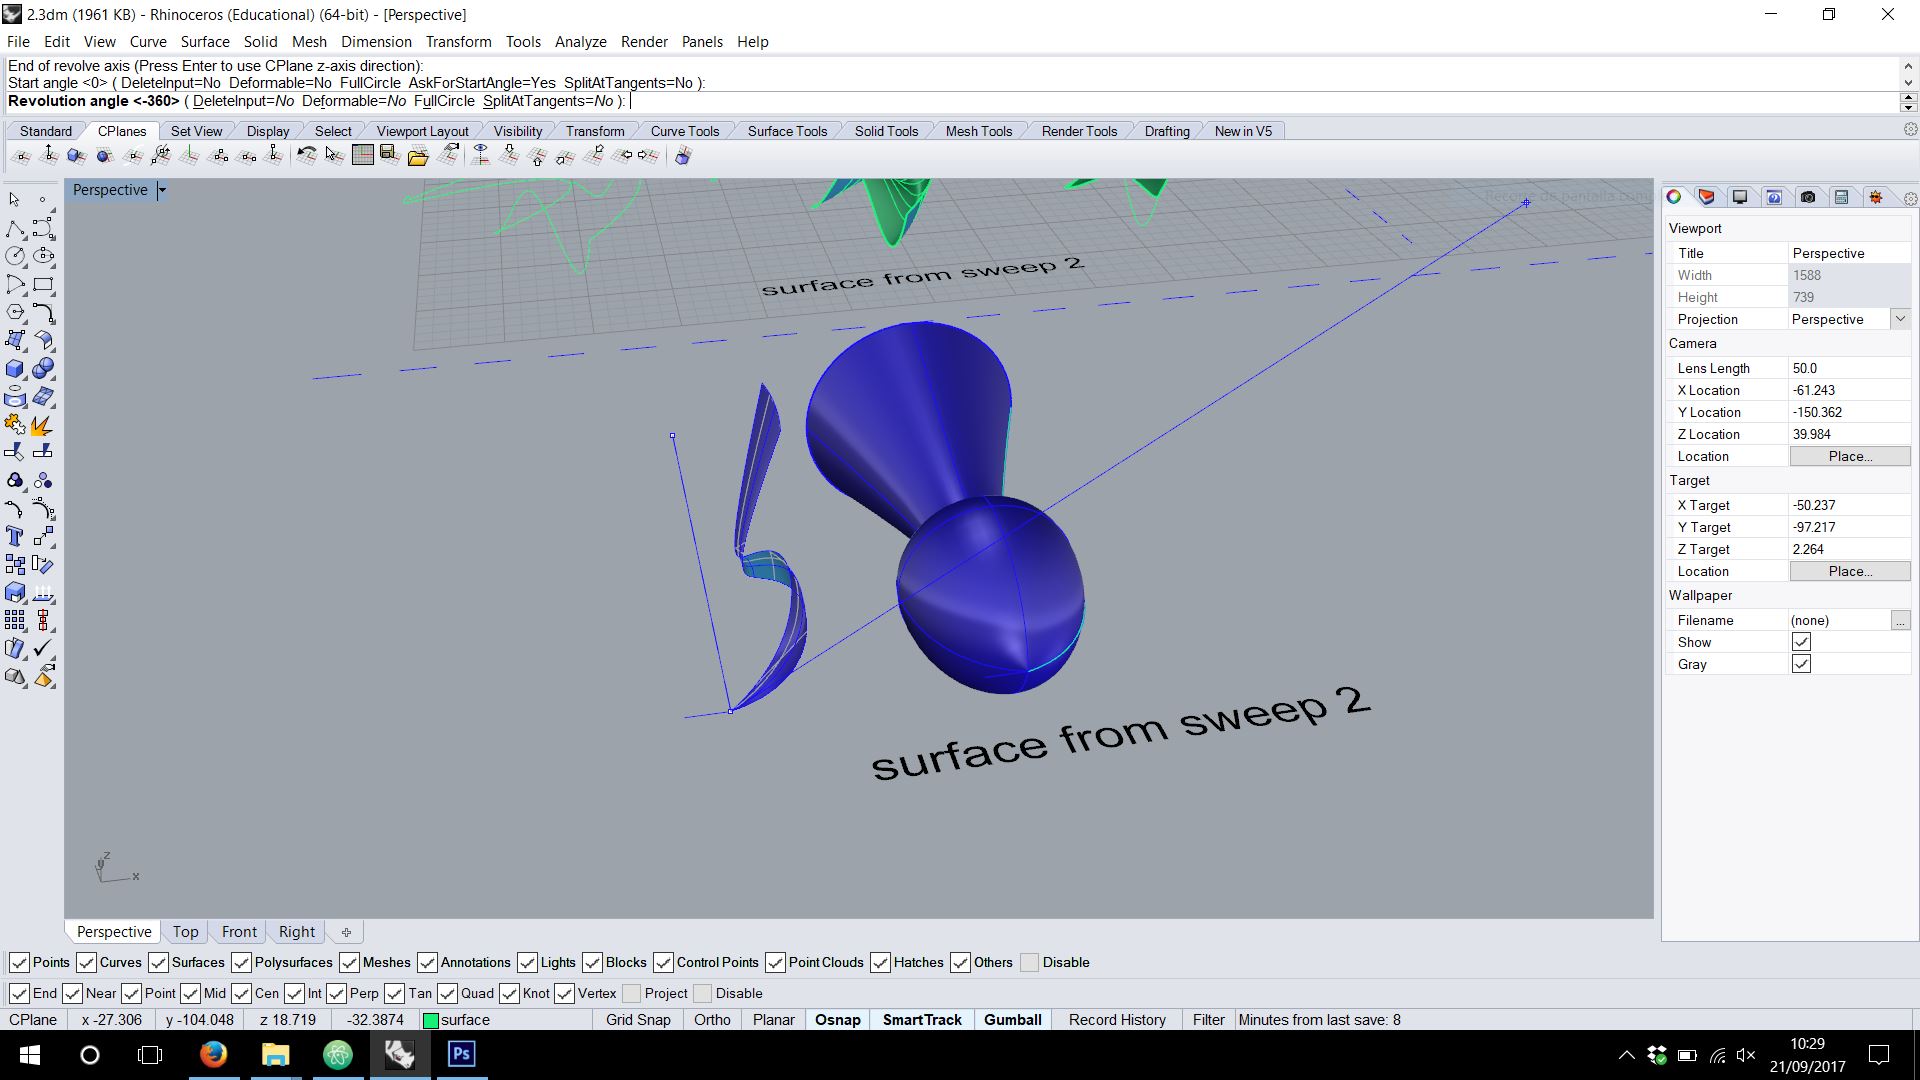 2.3dm (1961 KB) - Rhinoceros (Educational) (64-bit) - [Perspective]
File Edit View Curve Surface Solid Mesh Dimension Transform Tools Analyze Render Panels Help
End of revolve axis (Press Enter to use CPlane z-axis direction):
Start angle <0> ( DeleteInput=No Deformable=No FullCircle AskForStartAngle=Yes SplitAtTangents=No ):
Revolution angle <-360> ( DeleteInput=No Deformable=No FullCircle SplitAtTangents=No ):
Standard CPlanes Set View Display Select Viewport Layout Visibility Transform Curve Tools Surface Tools Solid Tools Mesh Tools Render Tools Drafting New in V5
Perspective
surface from sweep 2
surface from sweep 2
z
x
Viewport
Title Perspective
Width 1588
Height 739
Projection Perspective
Camera
Lens Length 50.0
X Location -61.243
Y Location -150.362
Z Location 39.984
Location Place...
Target
X Target -50.237
Y Target -97.217
Z Target 2.264
Location Place...
Wallpaper
Filename (none) ...
Show
Gray
Perspective Top Front Right
Points Curves Surfaces Polysurfaces Meshes Annotations Lights Blocks Control Points Point Clouds Hatches Others Disable
End Near Point Mid Cen Int Perp Tan Quad Knot Vertex Project Disable
CPlane x -27.306 y -104.048 z 18.719 -32.3874 surface Grid Snap Ortho Planar Osnap SmartTrack Gumball Record History Filter Minutes from last save: 8
Ps
10:29
21/09/2017